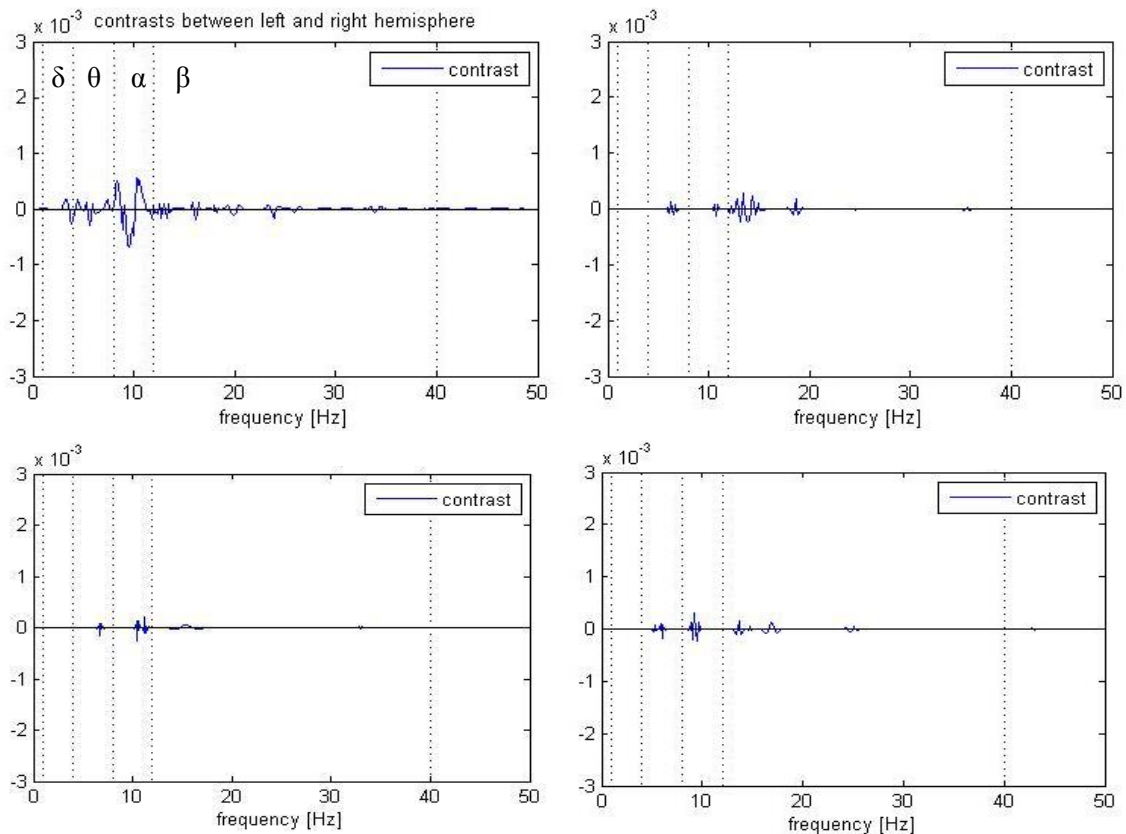 x 10-3 contrasts between left and right hemisphere
3
δ θ α β
contrast
2
1
0
-1
-2
-3
0 10 20 30 40 50
frequency [Hz]
x 10-3
3
contrast
2
1
0
-1
-2
-3
0 10 20 30 40 50
frequency [Hz]
x 10-3
3
contrast
2
1
0
-1
-2
-3
0 10 20 30 40 50
frequency [Hz]
x 10-3
3
contrast
2
1
0
-1
-2
-3
0 10 20 30 40 50
frequency [Hz]